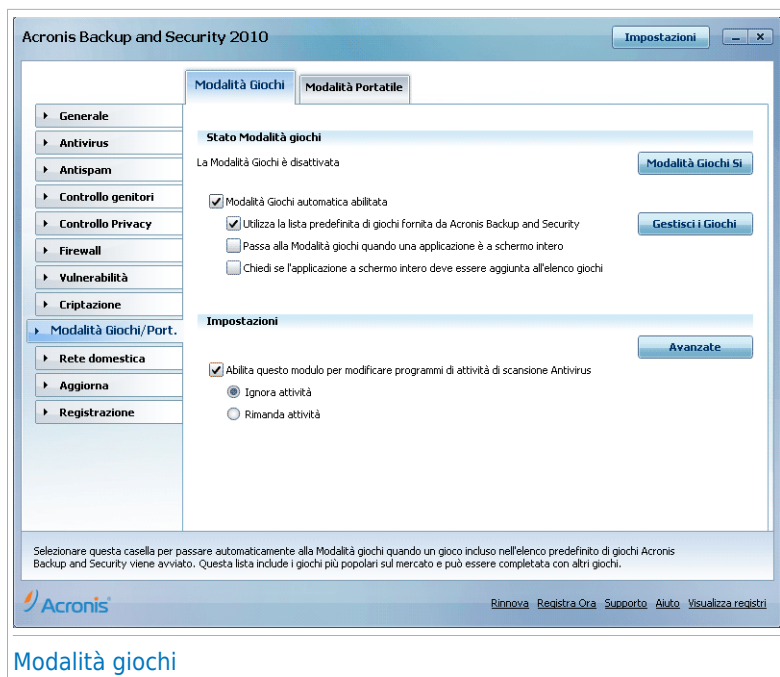 Acronis Backup and Security 2010
Impostazioni
Modalità Giochi
Modalità Portatile
Generale
Antivirus
Antispam
Controllo genitori
Controllo Privacy
Firewall
Vulnerabilità
Criptazione
Modalità Giochi/Port.
Rete domestica
Aggiorna
Registrazione
Stato Modalità giochi
La Modalità Giochi è disattivata
Modalità Giochi Si
Modalità Giochi automatica abilitata
Utilizza la lista predefinita di giochi fornita da Acronis Backup and Security
Gestisci i Giochi
Passa alla Modalità giochi quando una applicazione è a schermo intero
Chiedi se l'applicazione a schermo intero deve essere aggiunta all'elenco giochi
Impostazioni
Avanzate
Abilita questo modulo per modificare programmi di attività di scansione Antivirus
Ignora attività
Rimanda attività
Selezionare questa casella per passare automaticamente alla Modalità giochi quando un gioco incluso nell'elenco predefinito di giochi Acronis
Backup and Security viene avviato. Questa lista include i giochi più popolari sul mercato e può essere completata con altri giochi.
Acronis
Rinnova Registra Ora Supporto Aiuto Visualizza registri
Modalità giochi